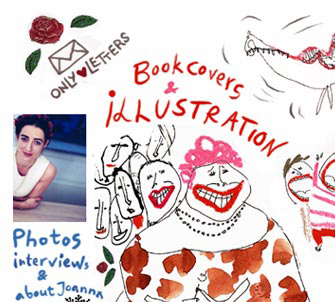 ONLY♥LETTERS
Bookcovers
&
iLLUSTRATION
Photos
interviews
&
about Joanna